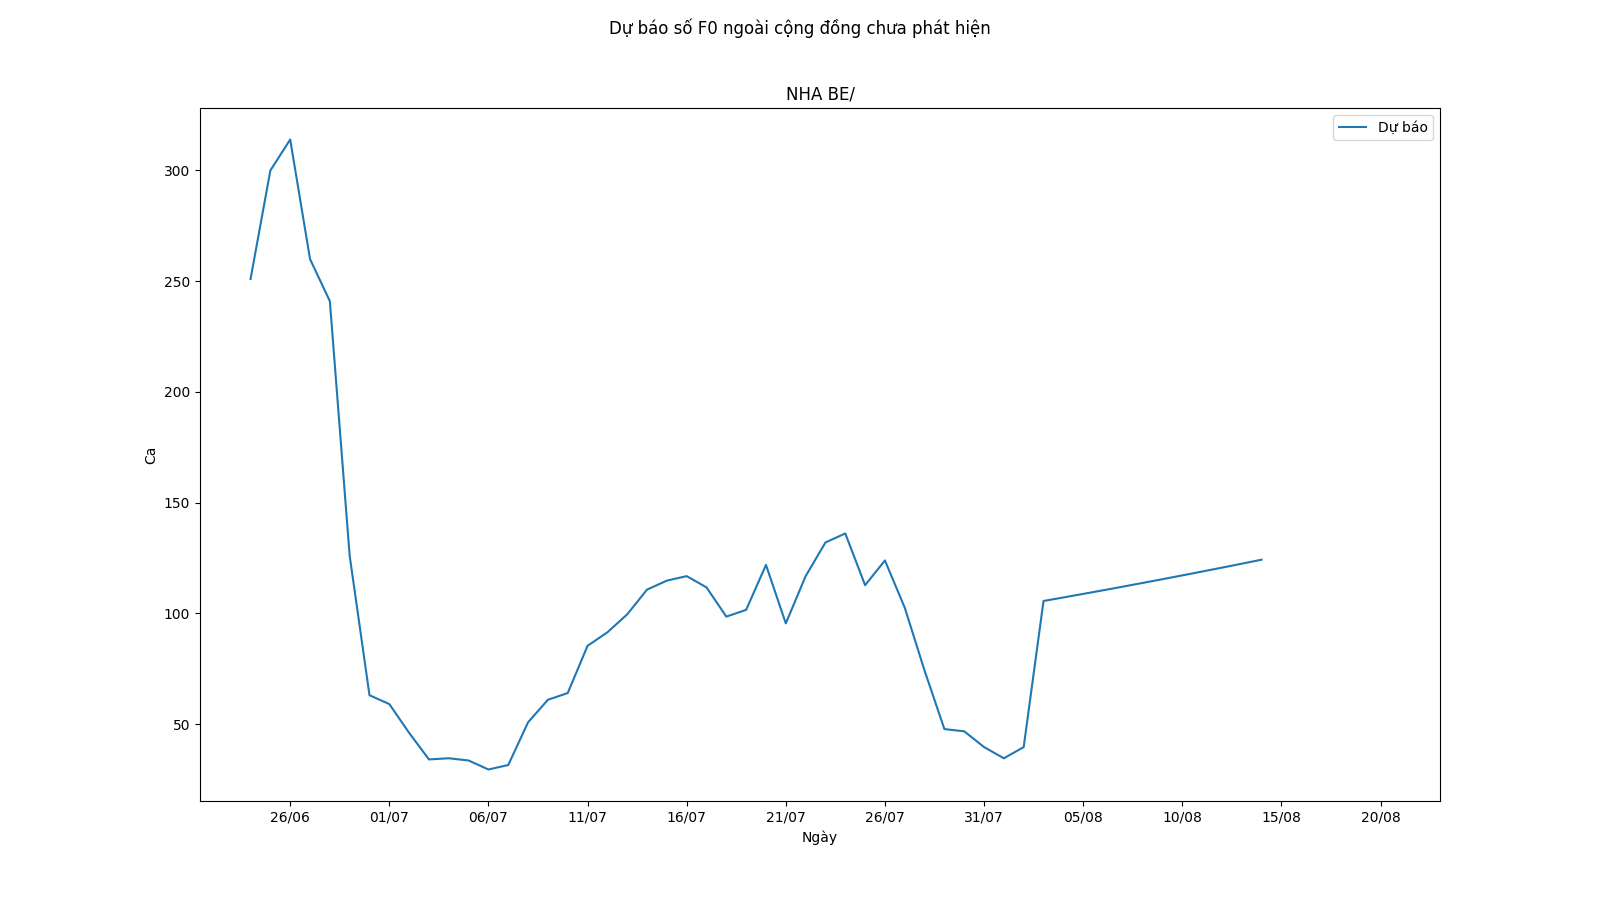 Dự báo số F0 ngoài cộng đồng chưa phát hiện
NHA BE/
Dự báo
300
250
200
150
100
50
Ca
26/06 01/07 06/07 11/07 16/07 21/07 26/07 31/07 05/08 10/08 15/08 20/08
Ngày